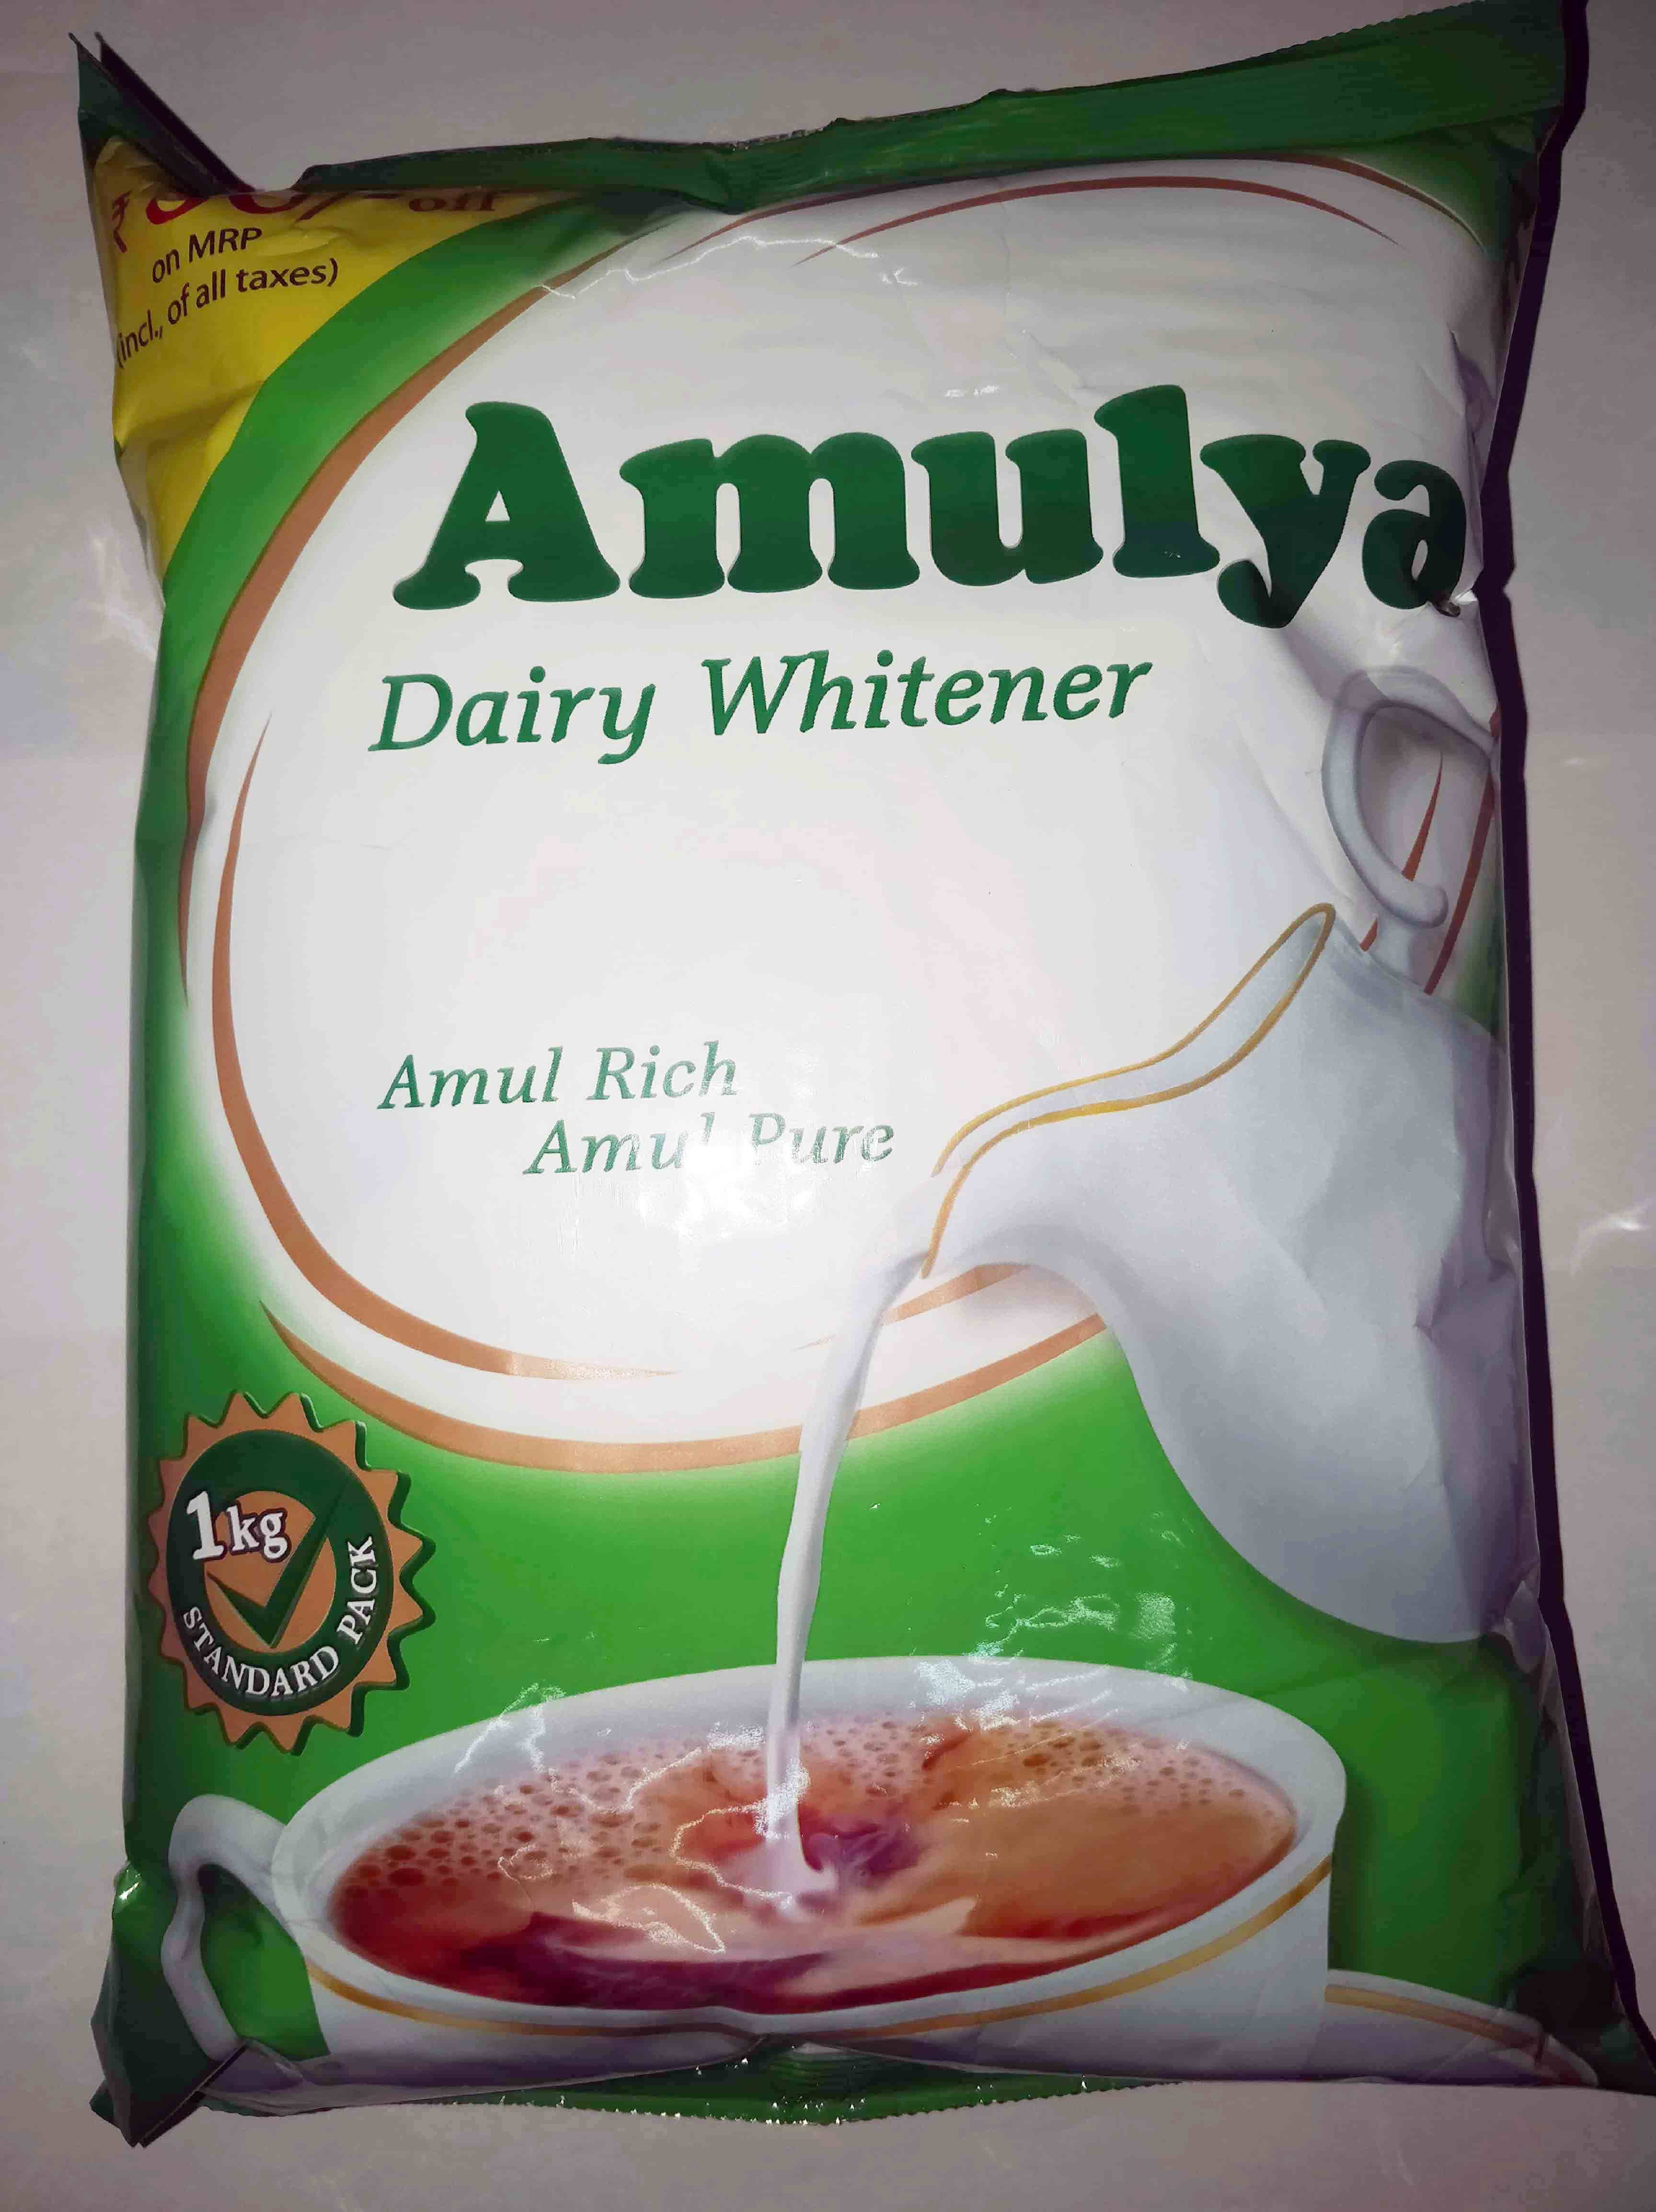 ₹ off
on MRP
(incl., of all taxes)
Amulya
Dairy Whitener
Amul Rich
Amul Pure
1kg
STANDARD PACK